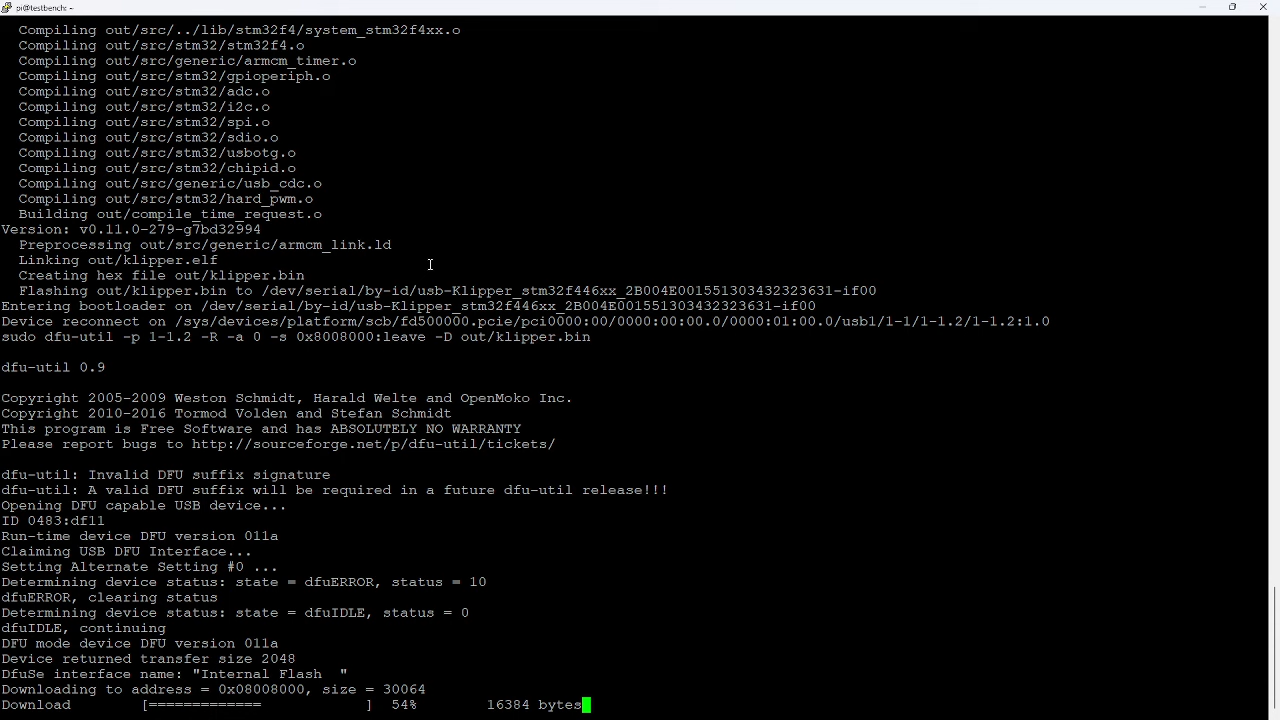 pi@testbench: ~
Compiling out/src/../lib/stm32f4/system_stm32f4xx.o
Compiling out/src/stm32/stm32f4.o
Compiling out/src/generic/armcm_timer.o
Compiling out/src/stm32/gpioperiph.o
Compiling out/src/stm32/adc.o
Compiling out/src/stm32/i2c.o
Compiling out/src/stm32/spi.o
Compiling out/src/stm32/sdio.o
Compiling out/src/stm32/usbotg.o
Compiling out/src/stm32/chipid.o
Compiling out/src/generic/usb_cdc.o
Compiling out/src/stm32/hard_pwm.o
Building out/compile_time_request.o
Version: v0.11.0-279-g7bd32994
Preprocessing out/src/generic/armcm_link.ld
Linking out/klipper.elf
Creating hex file out/klipper.bin
Flashing out/klipper.bin to /dev/serial/by-id/usb-Klipper_stm32f446xx_2B004E001551303432323631-if00
Entering bootloader on /dev/serial/by-id/usb-Klipper_stm32f446xx_2B004E001551303432323631-if00
Device reconnect on /sys/devices/platform/scb/fd500000.pcie/pci0000:00/0000:00:00.0/0000:01:00.0/usb1/1-1/1-1.2/1-1.2:1.0
sudo dfu-util -p 1-1.2 -R -a 0 -s 0x8008000:leave -D out/klipper.bin
dfu-util 0.9
Copyright 2005-2009 Weston Schmidt, Harald Welte and OpenMoko Inc.
Copyright 2010-2016 Tormod Volden and Stefan Schmidt
This program is Free Software and has ABSOLUTELY NO WARRANTY
Please report bugs to http://sourceforge.net/p/dfu-util/tickets/
dfu-util: Invalid DFU suffix signature
dfu-util: A valid DFU suffix will be required in a future dfu-util release!!!
Opening DFU capable USB device...
ID 0483:df11
Run-time device DFU version 011a
Claiming USB DFU Interface...
Setting Alternate Setting #0 ...
Determining device status: state = dfuERROR, status = 10
dfuERROR, clearing status
Determining device status: state = dfuIDLE, status = 0
dfuIDLE, continuing
DFU mode device DFU version 011a
Device returned transfer size 2048
DfuSe interface name: "Internal Flash  "
Downloading to address = 0x08008000, size = 30064
Download [============= ] 54% 16384 bytes